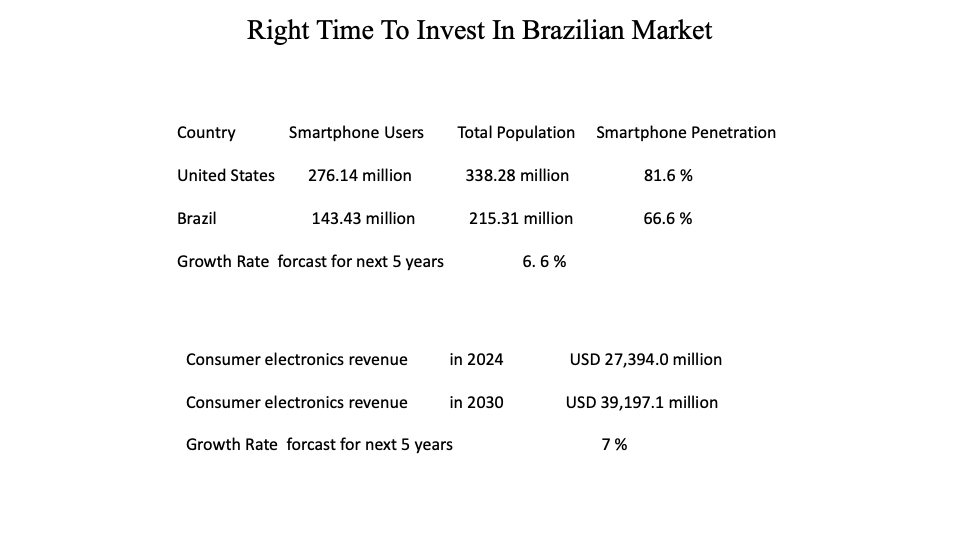 Right Time To Invest In Brazilian Market
Country Smartphone Users Total Population Smartphone Penetration
United States 276.14 million 338.28 million 81.6 %
Brazil 143.43 million 215.31 million 66.6 %
Growth Rate forcast for next 5 years 6. 6 %
Consumer electronics revenue in 2024 USD 27,394.0 million
Consumer electronics revenue in 2030 USD 39,197.1 million
Growth Rate forcast for next 5 years 7 %